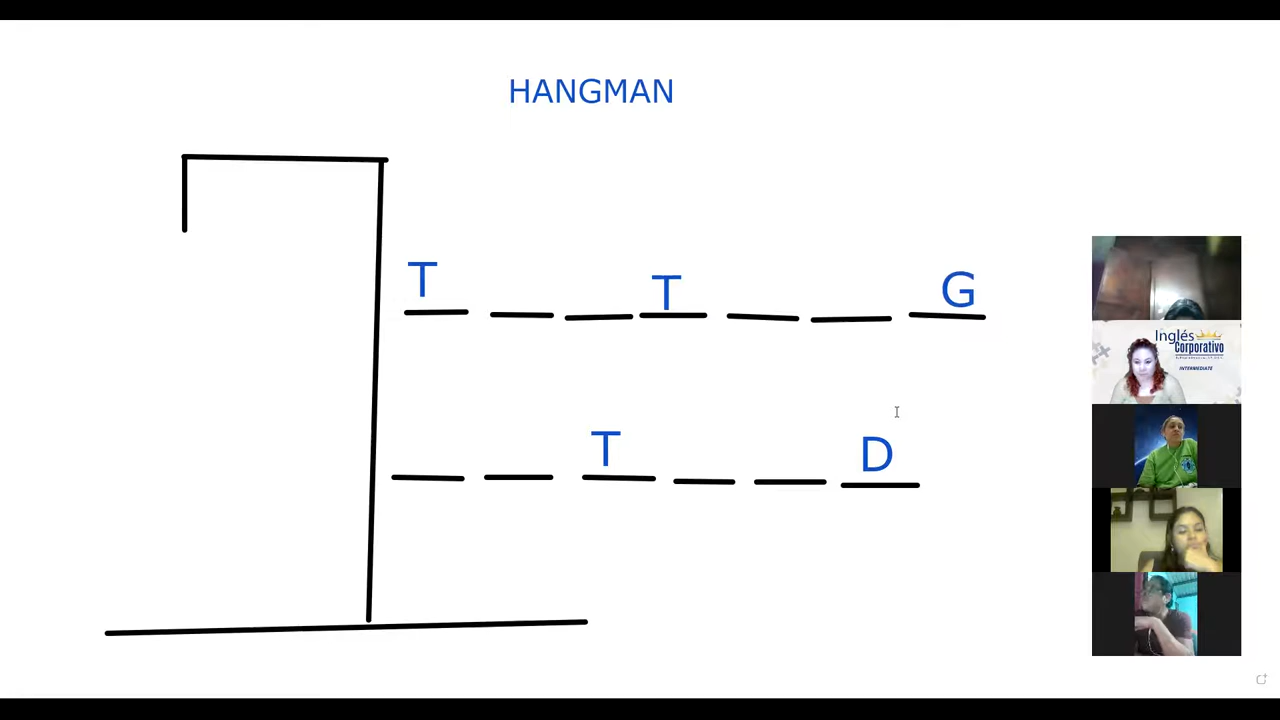 HANGMAN
T T G
T D
Inglés
Corporativo
INTERMEDIATE